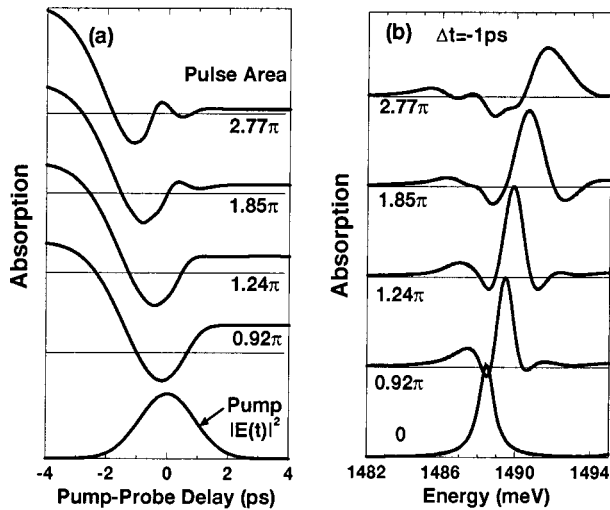 (a)
Pulse Area
2.77π
1.85π
1.24π
0.92π
Pump
|E(t)|²
Absorption
-4 -2 0 2 4
Pump-Probe Delay (ps)
(b) Δt=-1ps
2.77π
1.85π
1.24π
0.92π
0
Absorption
1482 1486 1490 1494
Energy (meV)